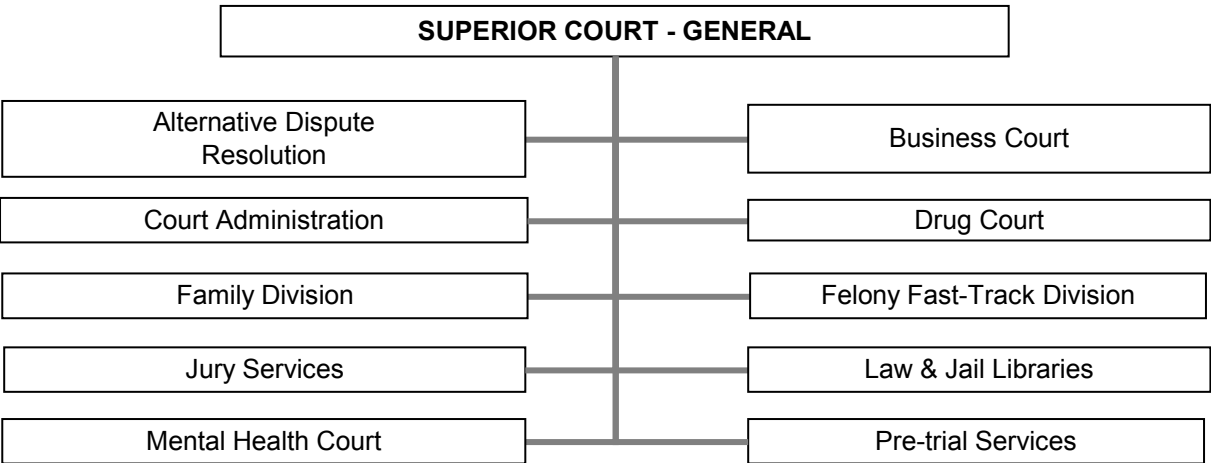 SUPERIOR COURT - GENERAL
Alternative Dispute
Resolution
Business Court
Court Administration
Drug Court
Family Division
Felony Fast-Track Division
Jury Services
Law & Jail Libraries
Mental Health Court
Pre-trial Services